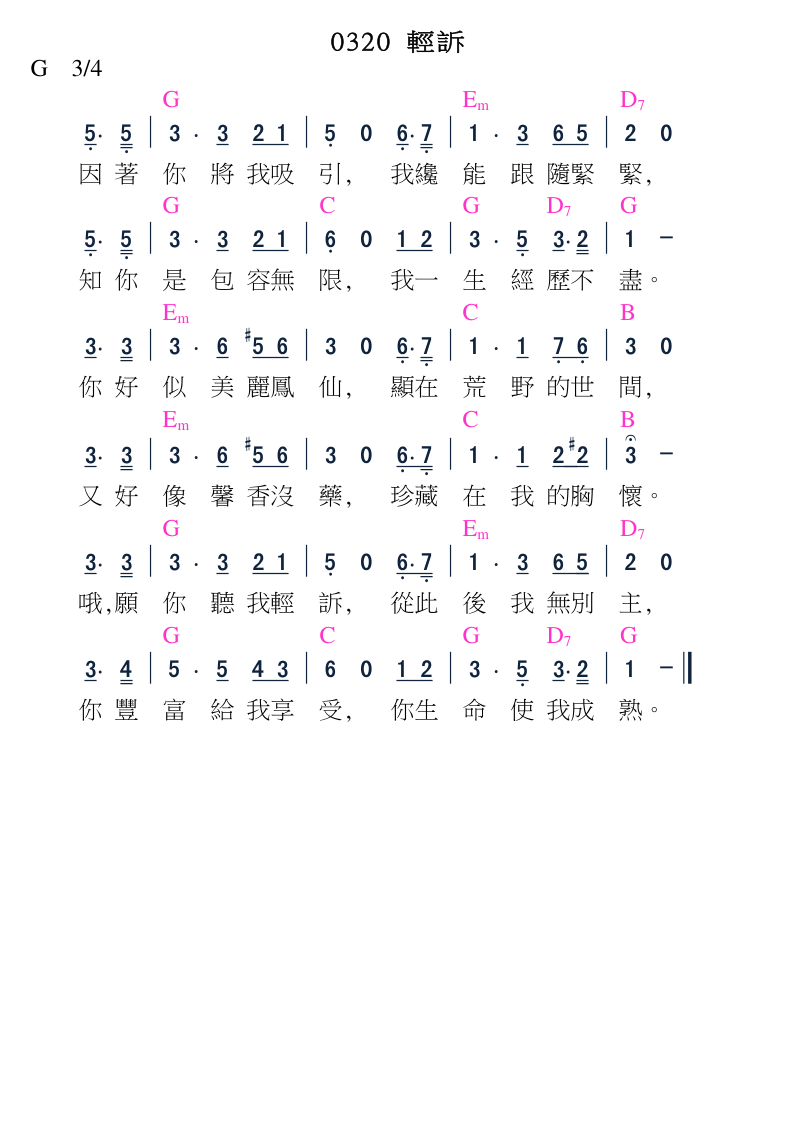 0320 輕訴
G 3/4
G Em D7
5· 5 | 3 · 3 2 1 | 5 0 6·7 | 1 · 3 6 5 | 2 0
因 著 你 將 我吸 引, 我纔 能 跟 隨緊 緊,
G C G D7 G
5· 5 | 3 · 3 2 1 | 6 0 1 2 | 3 · 5 3·2 | 1 –
知 你 是 包 容無 限, 我一 生 經 歷不 盡。
Em C B
3· 3 | 3 · 6 #5 6 | 3 0 6·7 | 1 · 1 7 6 | 3 0
你 好 似 美 麗鳳 仙, 顯在 荒 野 的世 間,
Em C B
3· 3 | 3 · 6 #5 6 | 3 0 6·7 | 1 · 1 2 #2 | 3 –
又 好 像 馨 香沒 藥, 珍藏 在 我 的胸 懷。
G Em D7
3· 3 | 3 · 3 2 1 | 5 0 6·7 | 1 · 3 6 5 | 2 0
哦,願 你 聽 我輕 訴, 從此 後 我 無別 主,
G C G D7 G
3· 4 | 5 · 5 4 3 | 6 0 1 2 | 3 · 5 3·2 | 1 – ‖
你 豐 富 給 我享 受, 你生 命 使 我成 熟。